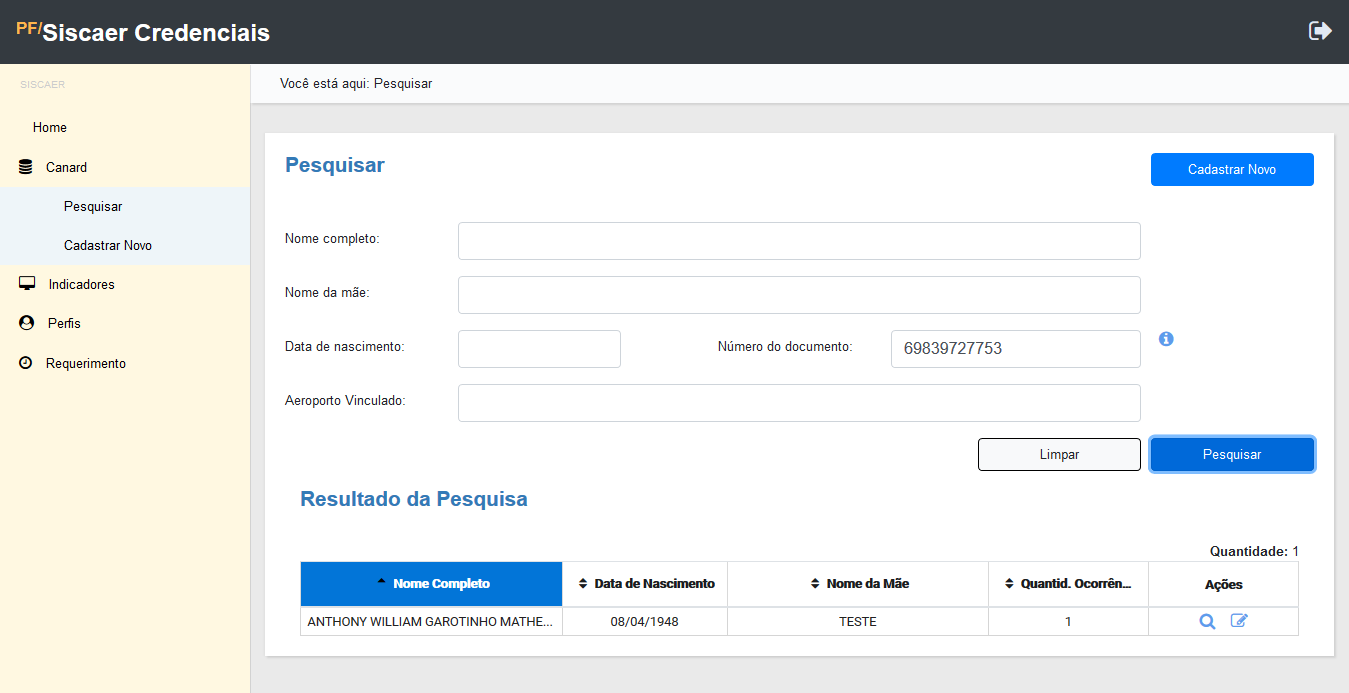 PF/Siscaer Credenciais
SISCAER
Você está aqui: Pesquisar
Home
Canard
Pesquisar
Cadastrar Novo
Indicadores
Perfis
Requerimento
Pesquisar
Cadastrar Novo
Nome completo:
Nome da mãe:
Data de nascimento:
Número do documento: 69839727753
Aeroporto Vinculado:
Limpar Pesquisar
Resultado da Pesquisa
Quantidade: 1
Nome Completo Data de Nascimento Nome da Mãe Quantid. Ocorrên... Ações
ANTHONY WILLIAM GAROTINHO MATHE... 08/04/1948 TESTE 1